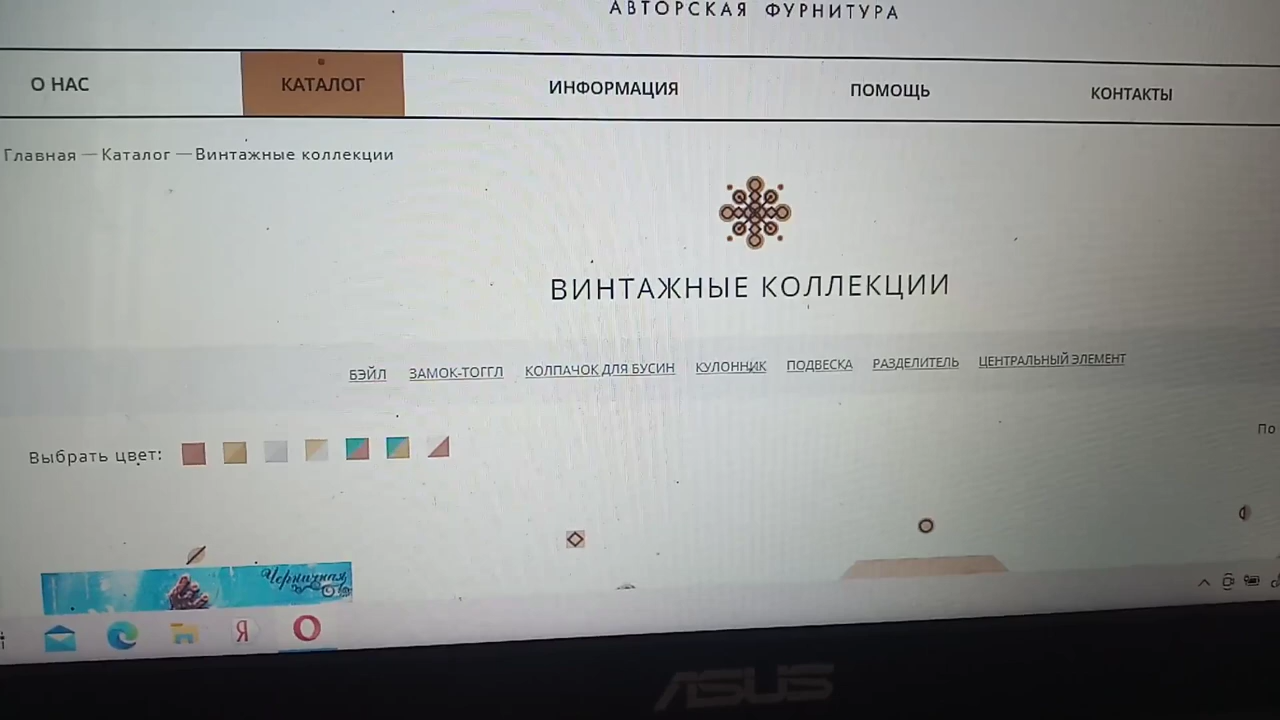 АВТОРСКАЯ ФУРНИТУРА
О НАС КАТАЛОГ ИНФОРМАЦИЯ ПОМОЩЬ КОНТАКТЫ
Главная — Каталог — Винтажные коллекции
ВИНТАЖНЫЕ КОЛЛЕКЦИИ
БЭЙЛ ЗАМОК-ТОГГЛ КОЛПАЧОК ДЛЯ БУСИН КУЛОННИК ПОДВЕСКА РАЗДЕЛИТЕЛЬ ЦЕНТРАЛЬНЫЙ ЭЛЕМЕНТ
По
Выбрать цвет:
Черничная
Я
ASUS